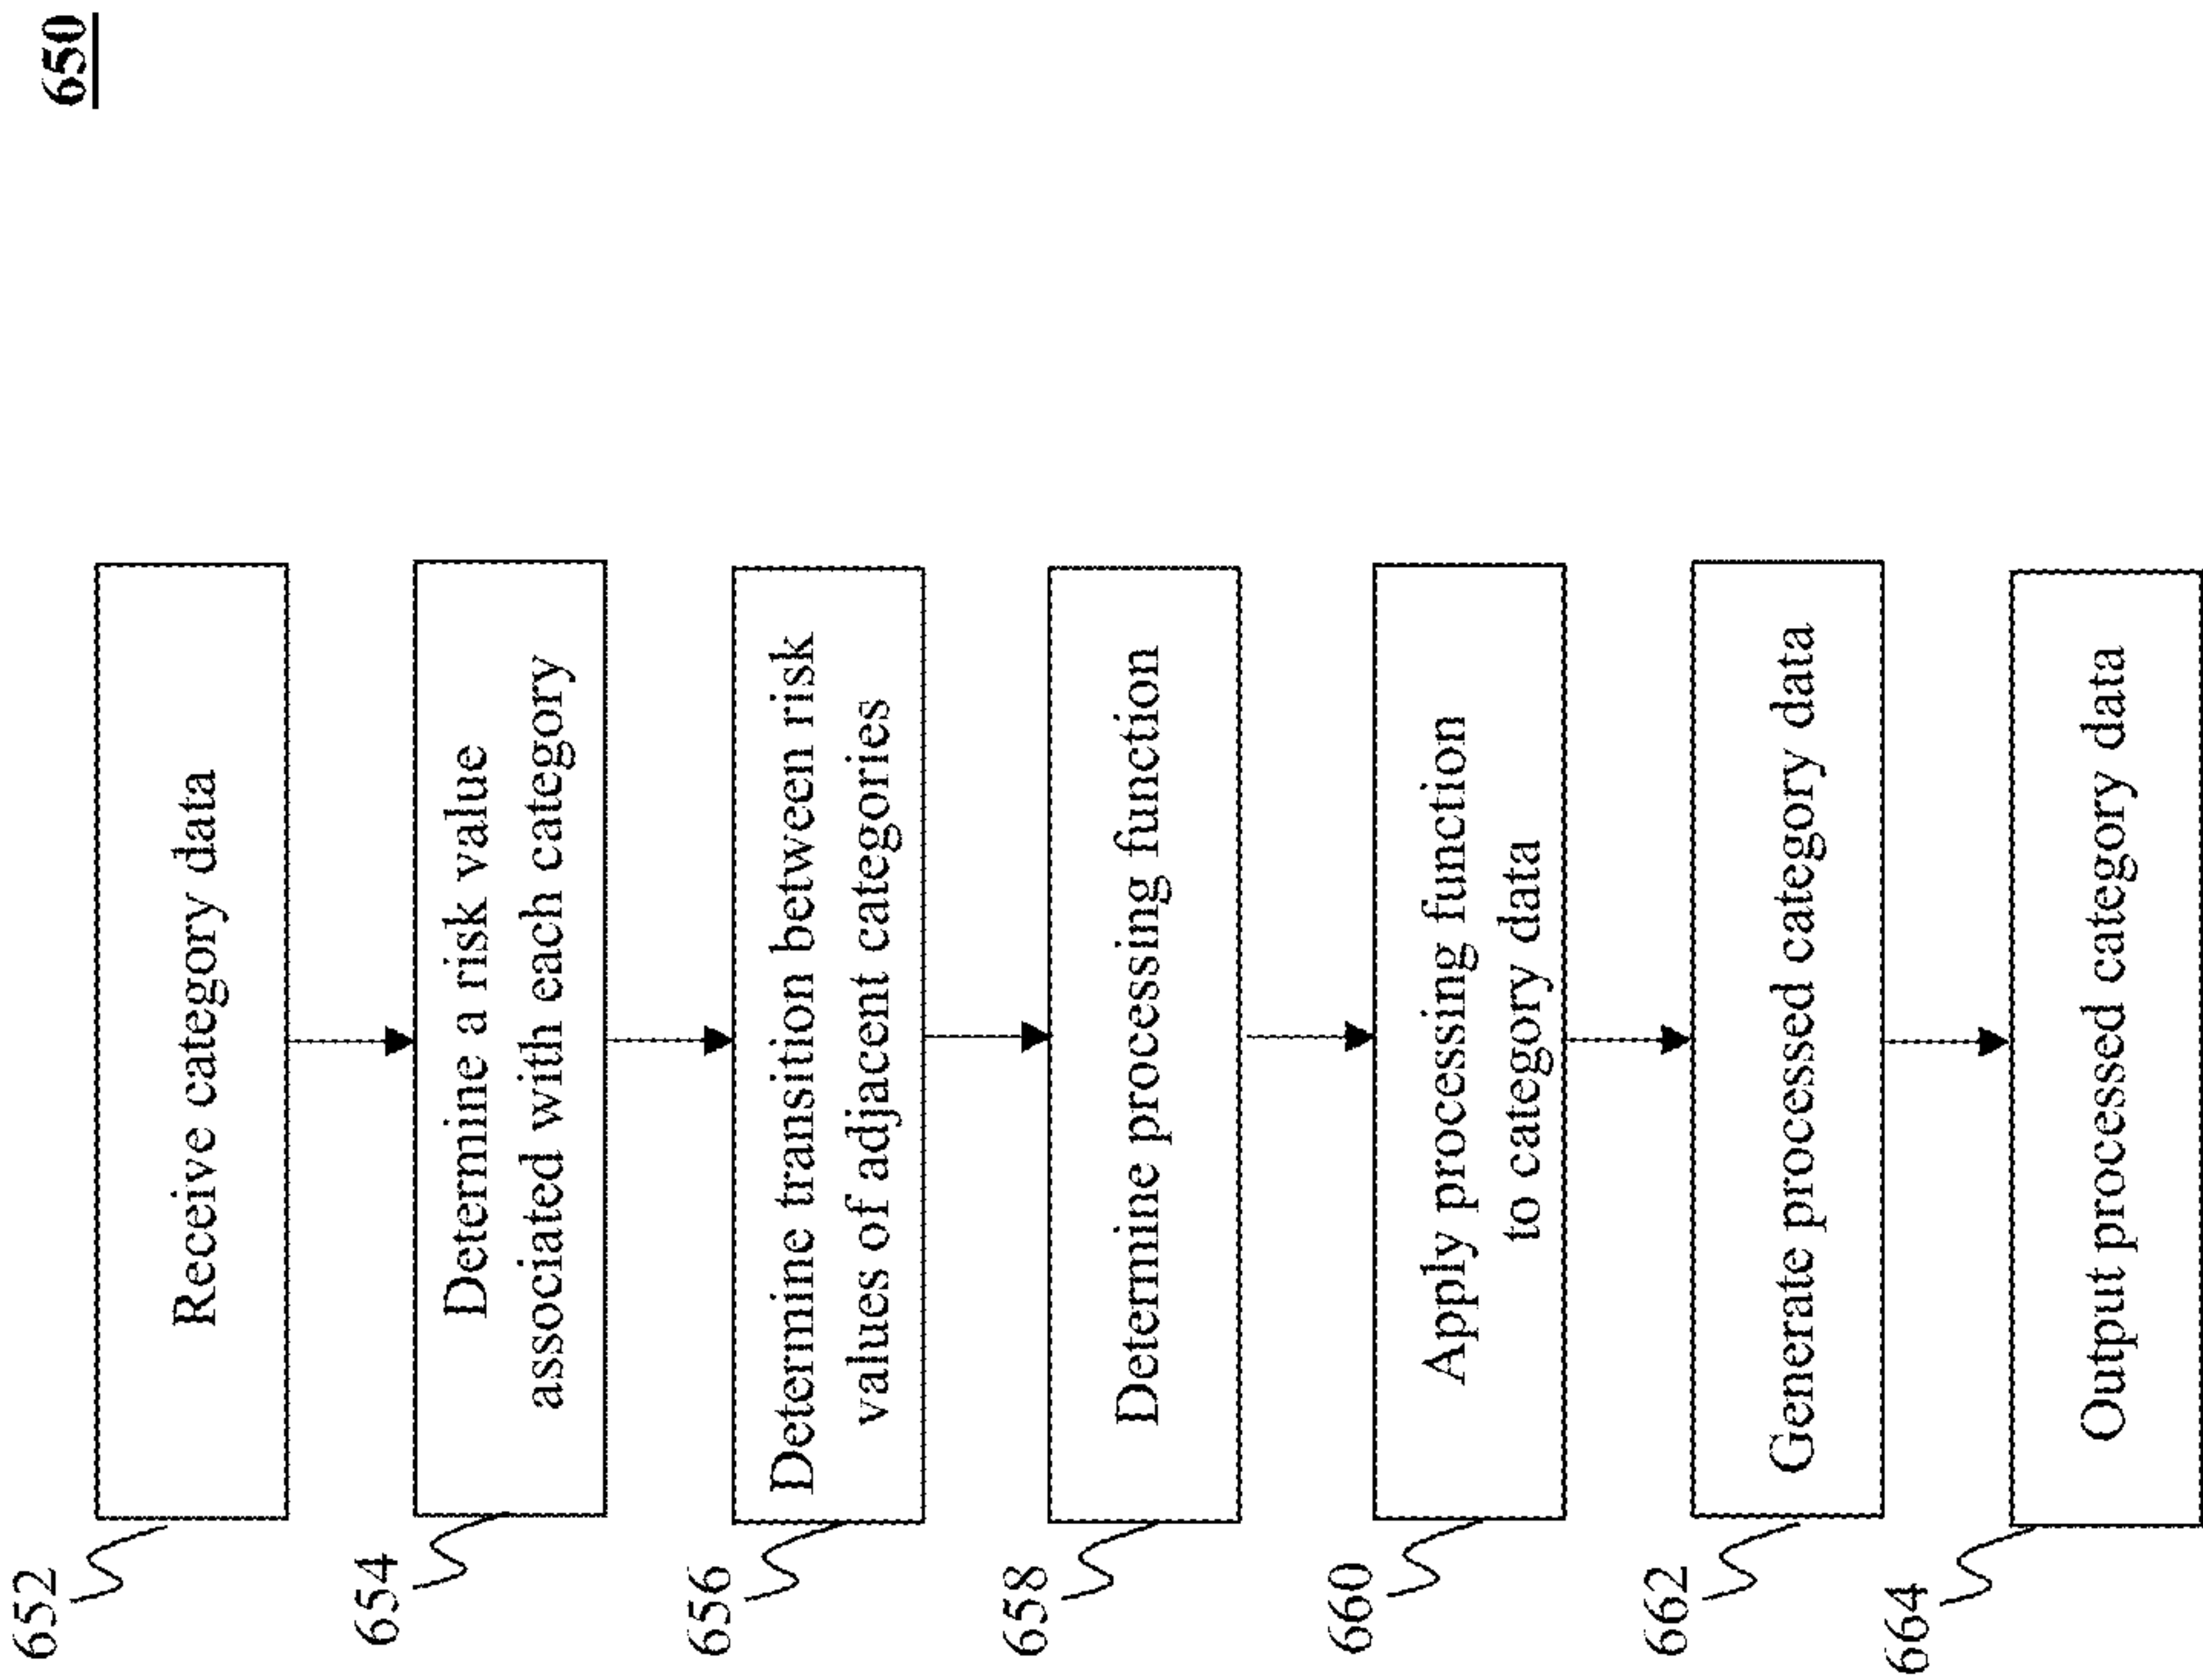 650
652
Receive category data
654
Determine a risk value
associated with each category
656
Determine transition between risk
values of adjacent categories
658
Determine processing function
660
Apply processing function
to category data
662
Generate processed category data
664
Output processed category data